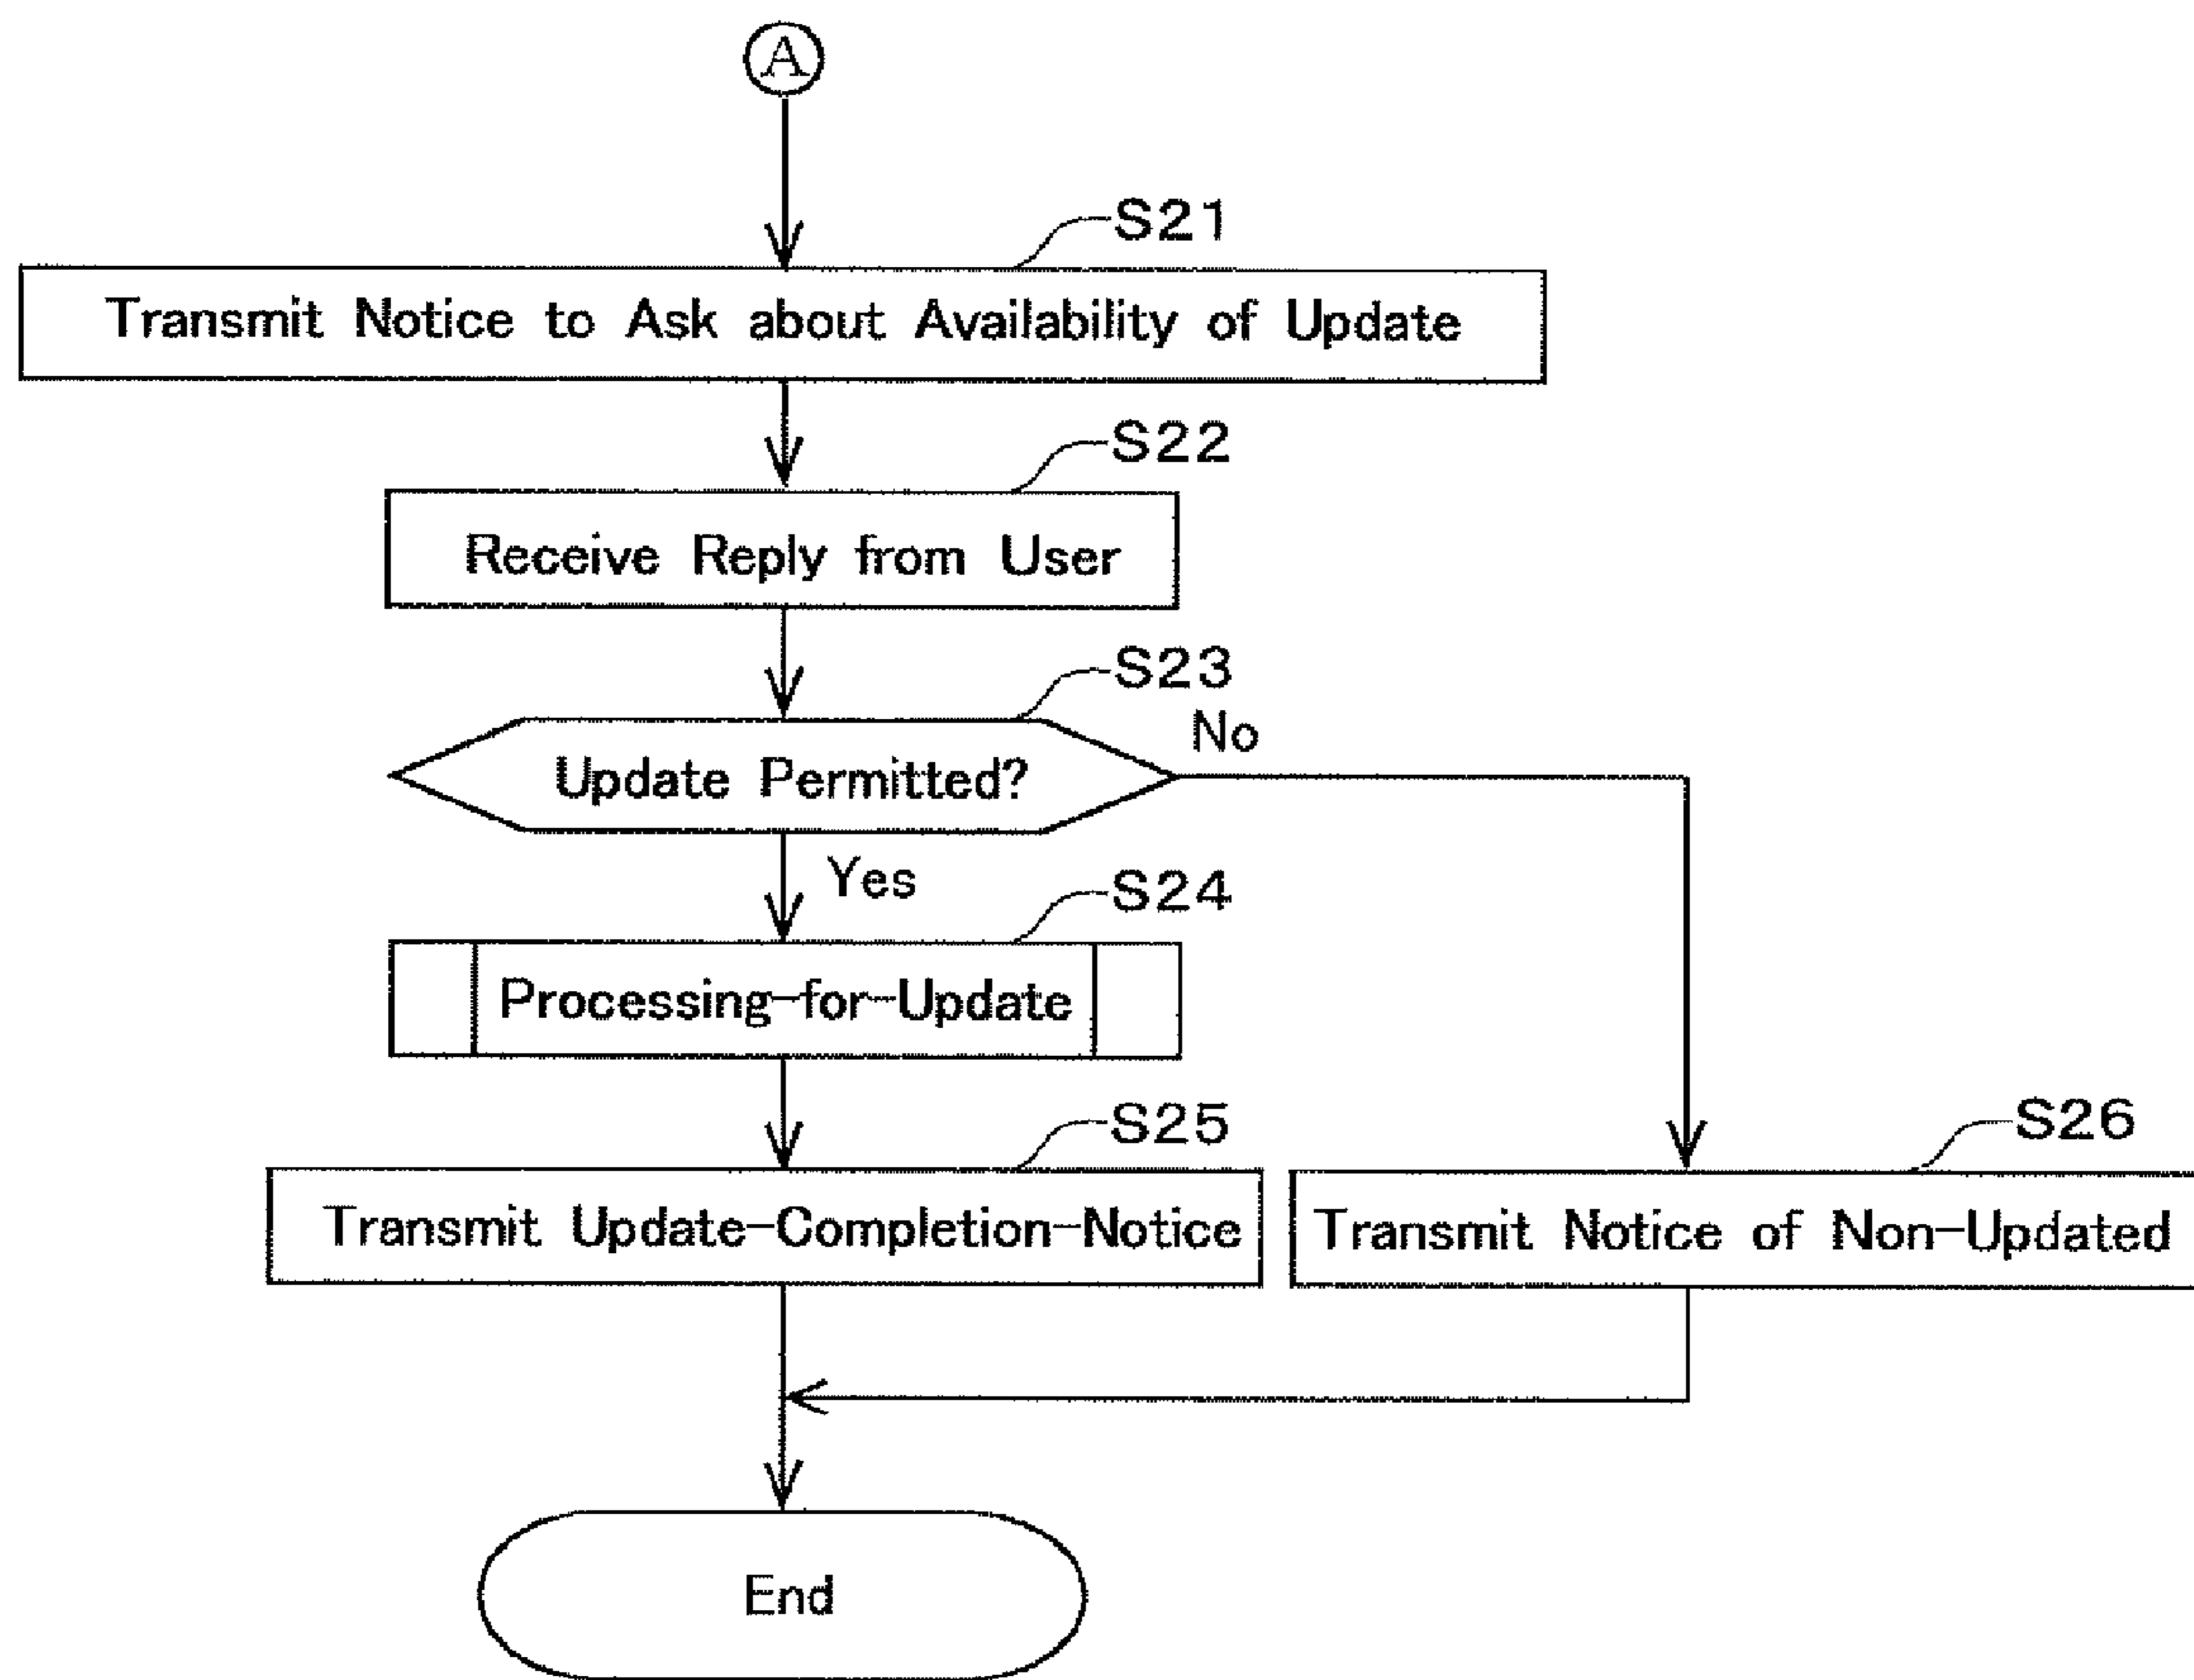 A
S21
Transmit Notice to Ask about Availability of Update
S22
Receive Reply from User
S23
Update Permitted?
No
Yes
S24
Processing-for-Update
S25
Transmit Update-Completion-Notice
S26
Transmit Notice of Non-Updated
End